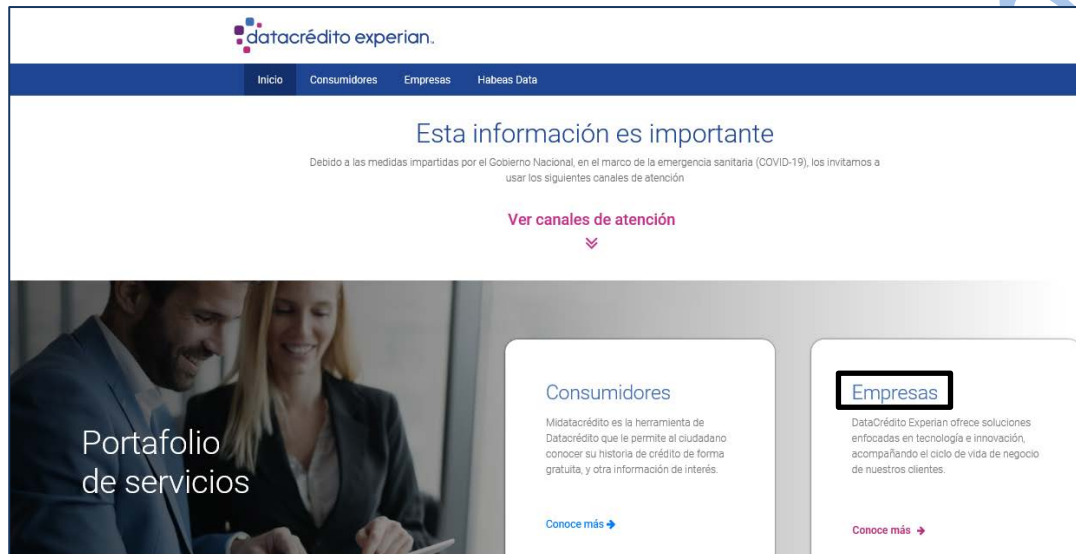 datacrédito experian.
Inicio Consumidores Empresas Habeas Data
Esta información es importante
Debido a las medidas impartidas por el Gobierno Nacional, en el marco de la emergencia sanitaria (COVID-19), los invitamos a
usar los siguientes canales de atención
Ver canales de atención
Portafolio
de servicios
Consumidores
Midatacrédito es la herramienta de
Datacrédito que le permite al ciudadano
conocer su historia de crédito de forma
gratuita, y otra información de interés.
Conoce más
Empresas
DataCrédito Experian ofrece soluciones
enfocadas en tecnología e innovación,
acompañando el ciclo de vida de negocio
de nuestros clientes.
Conoce más